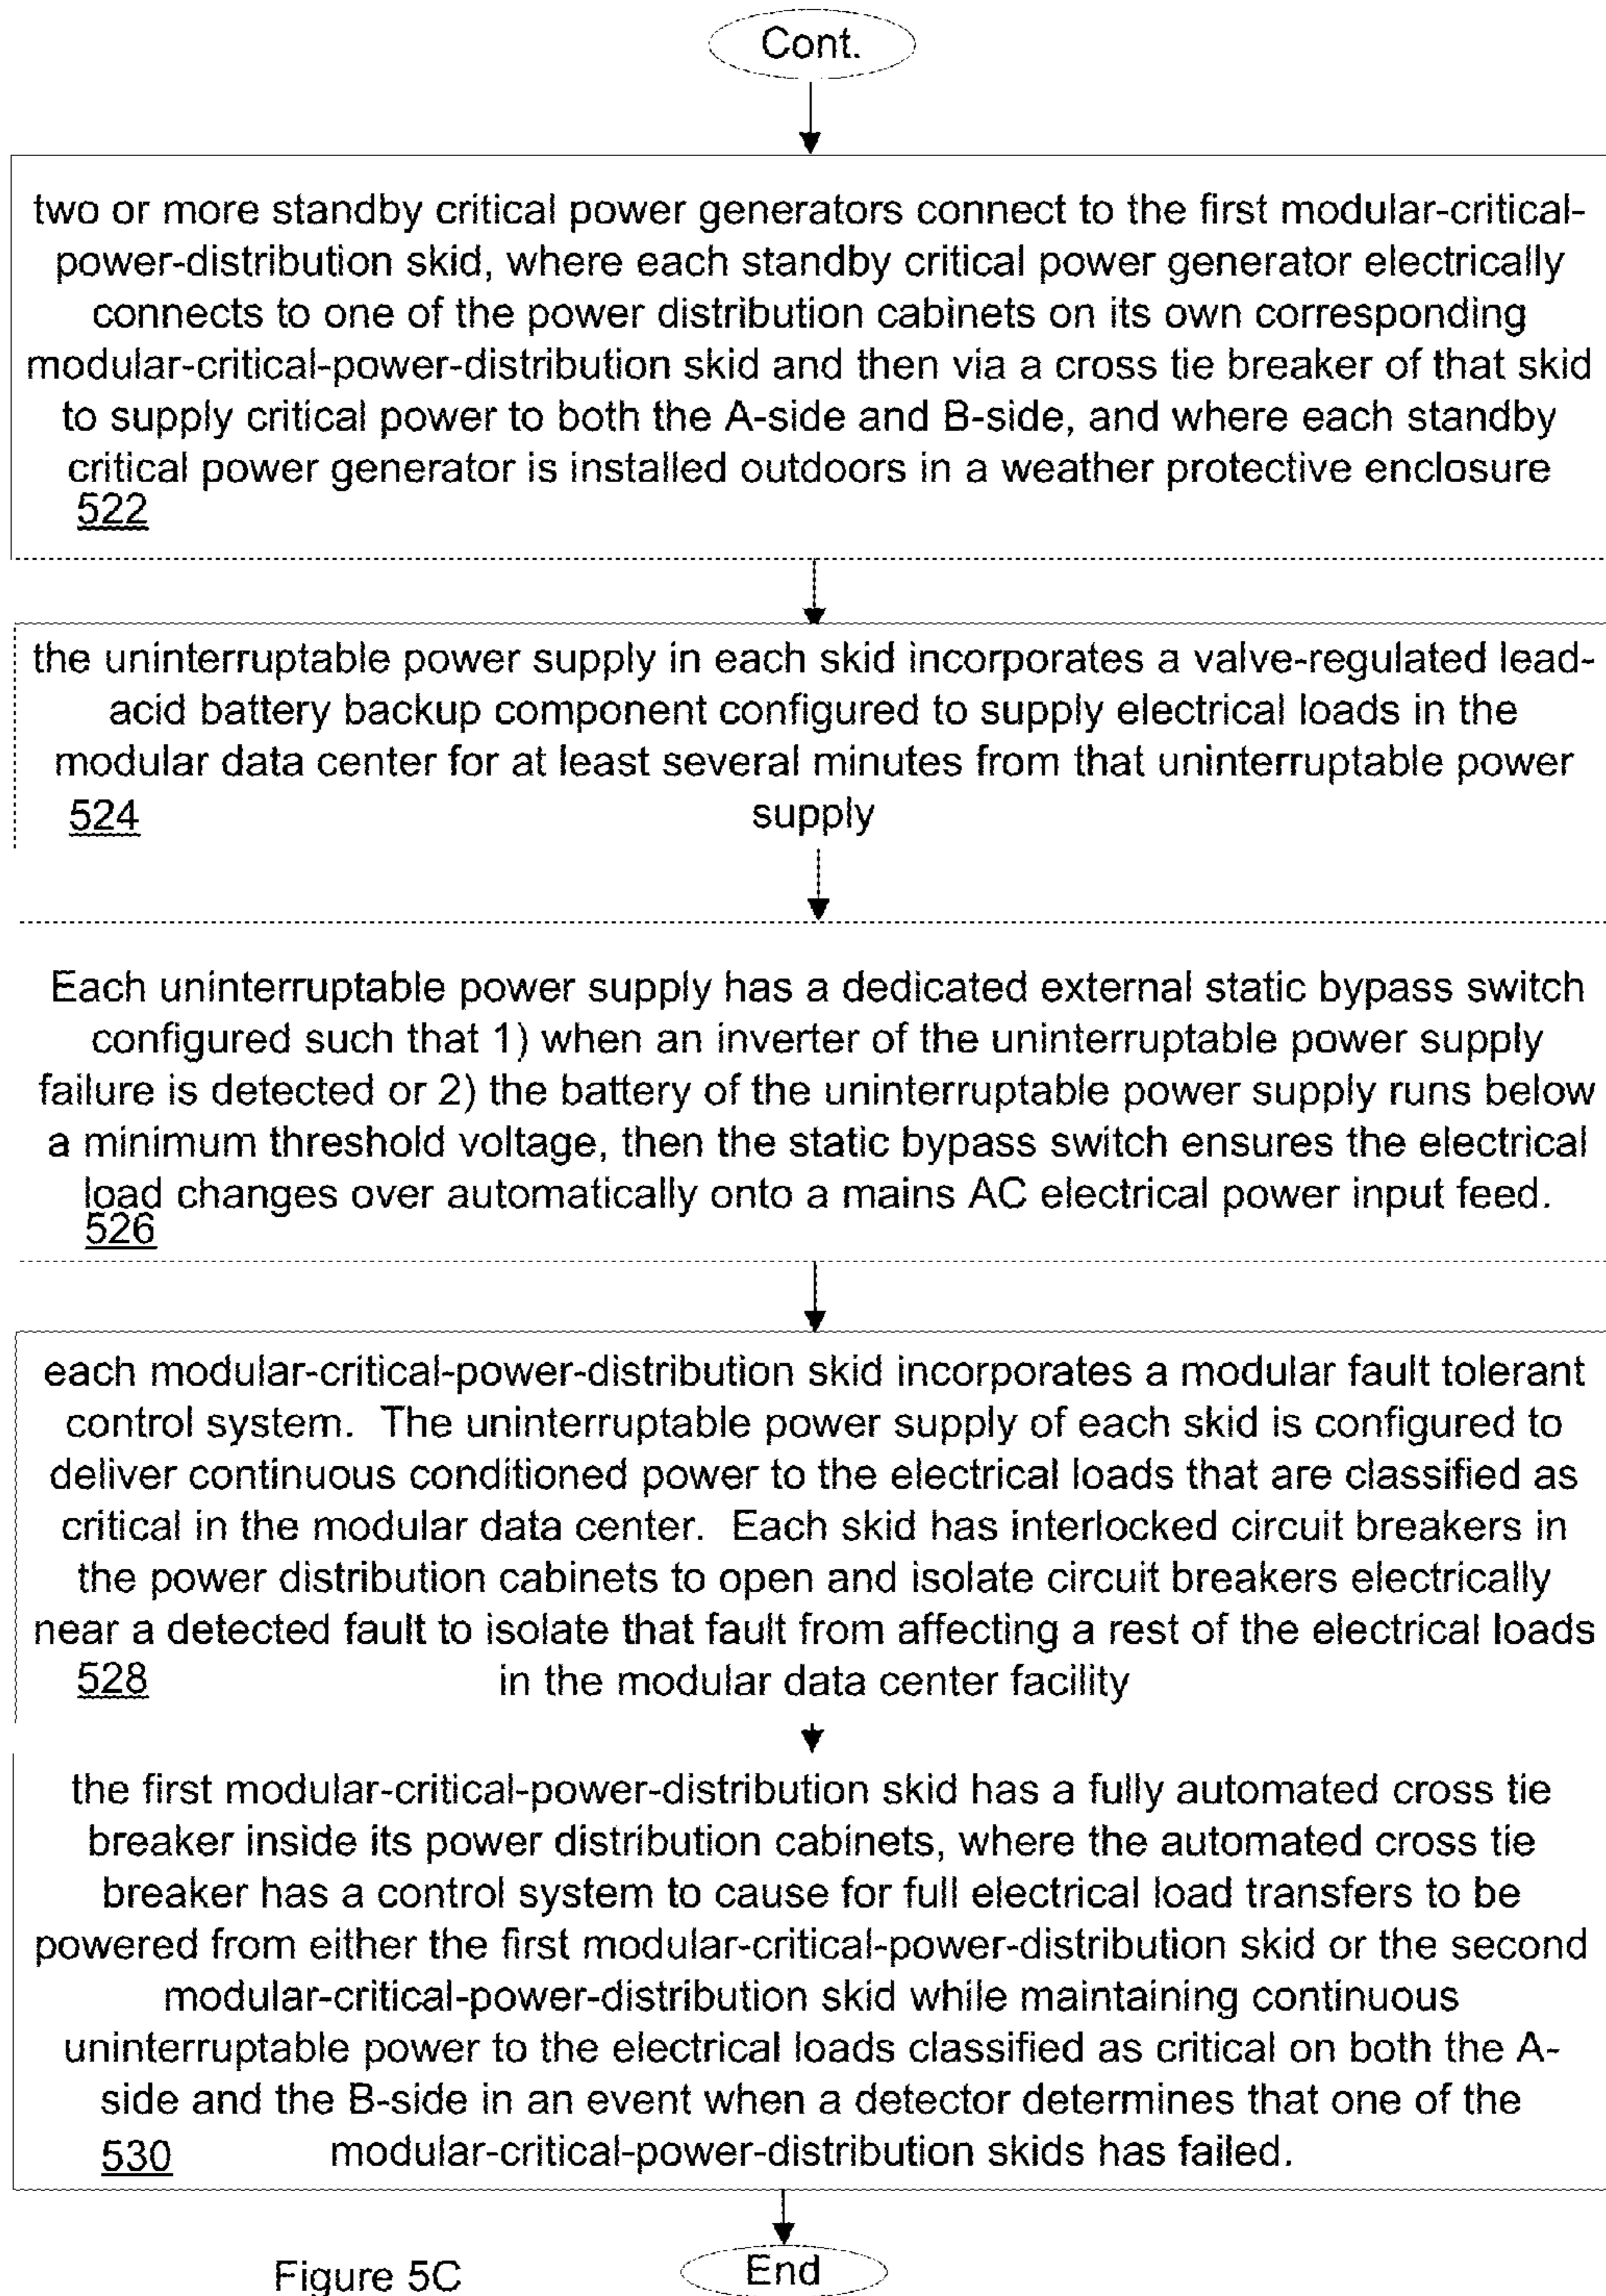 Cont.
two or more standby critical power generators connect to the first modular-critical-
power-distribution skid, where each standby critical power generator electrically
connects to one of the power distribution cabinets on its own corresponding
modular-critical-power-distribution skid and then via a cross tie breaker of that skid
to supply critical power to both the A-side and B-side, and where each standby
critical power generator is installed outdoors in a weather protective enclosure
522
the uninterruptable power supply in each skid incorporates a valve-regulated lead-
acid battery backup component configured to supply electrical loads in the
modular data center for at least several minutes from that uninterruptable power
524 supply
Each uninterruptable power supply has a dedicated external static bypass switch
configured such that 1) when an inverter of the uninterruptable power supply
failure is detected or 2) the battery of the uninterruptable power supply runs below
a minimum threshold voltage, then the static bypass switch ensures the electrical
load changes over automatically onto a mains AC electrical power input feed.
526
each modular-critical-power-distribution skid incorporates a modular fault tolerant
control system. The uninterruptable power supply of each skid is configured to
deliver continuous conditioned power to the electrical loads that are classified as
critical in the modular data center. Each skid has interlocked circuit breakers in
the power distribution cabinets to open and isolate circuit breakers electrically
near a detected fault to isolate that fault from affecting a rest of the electrical loads
528 in the modular data center facility
the first modular-critical-power-distribution skid has a fully automated cross tie
breaker inside its power distribution cabinets, where the automated cross tie
breaker has a control system to cause for full electrical load transfers to be
powered from either the first modular-critical-power-distribution skid or the second
modular-critical-power-distribution skid while maintaining continuous
uninterruptable power to the electrical loads classified as critical on both the A-
side and the B-side in an event when a detector determines that one of the
530 modular-critical-power-distribution skids has failed.
Figure 5C End